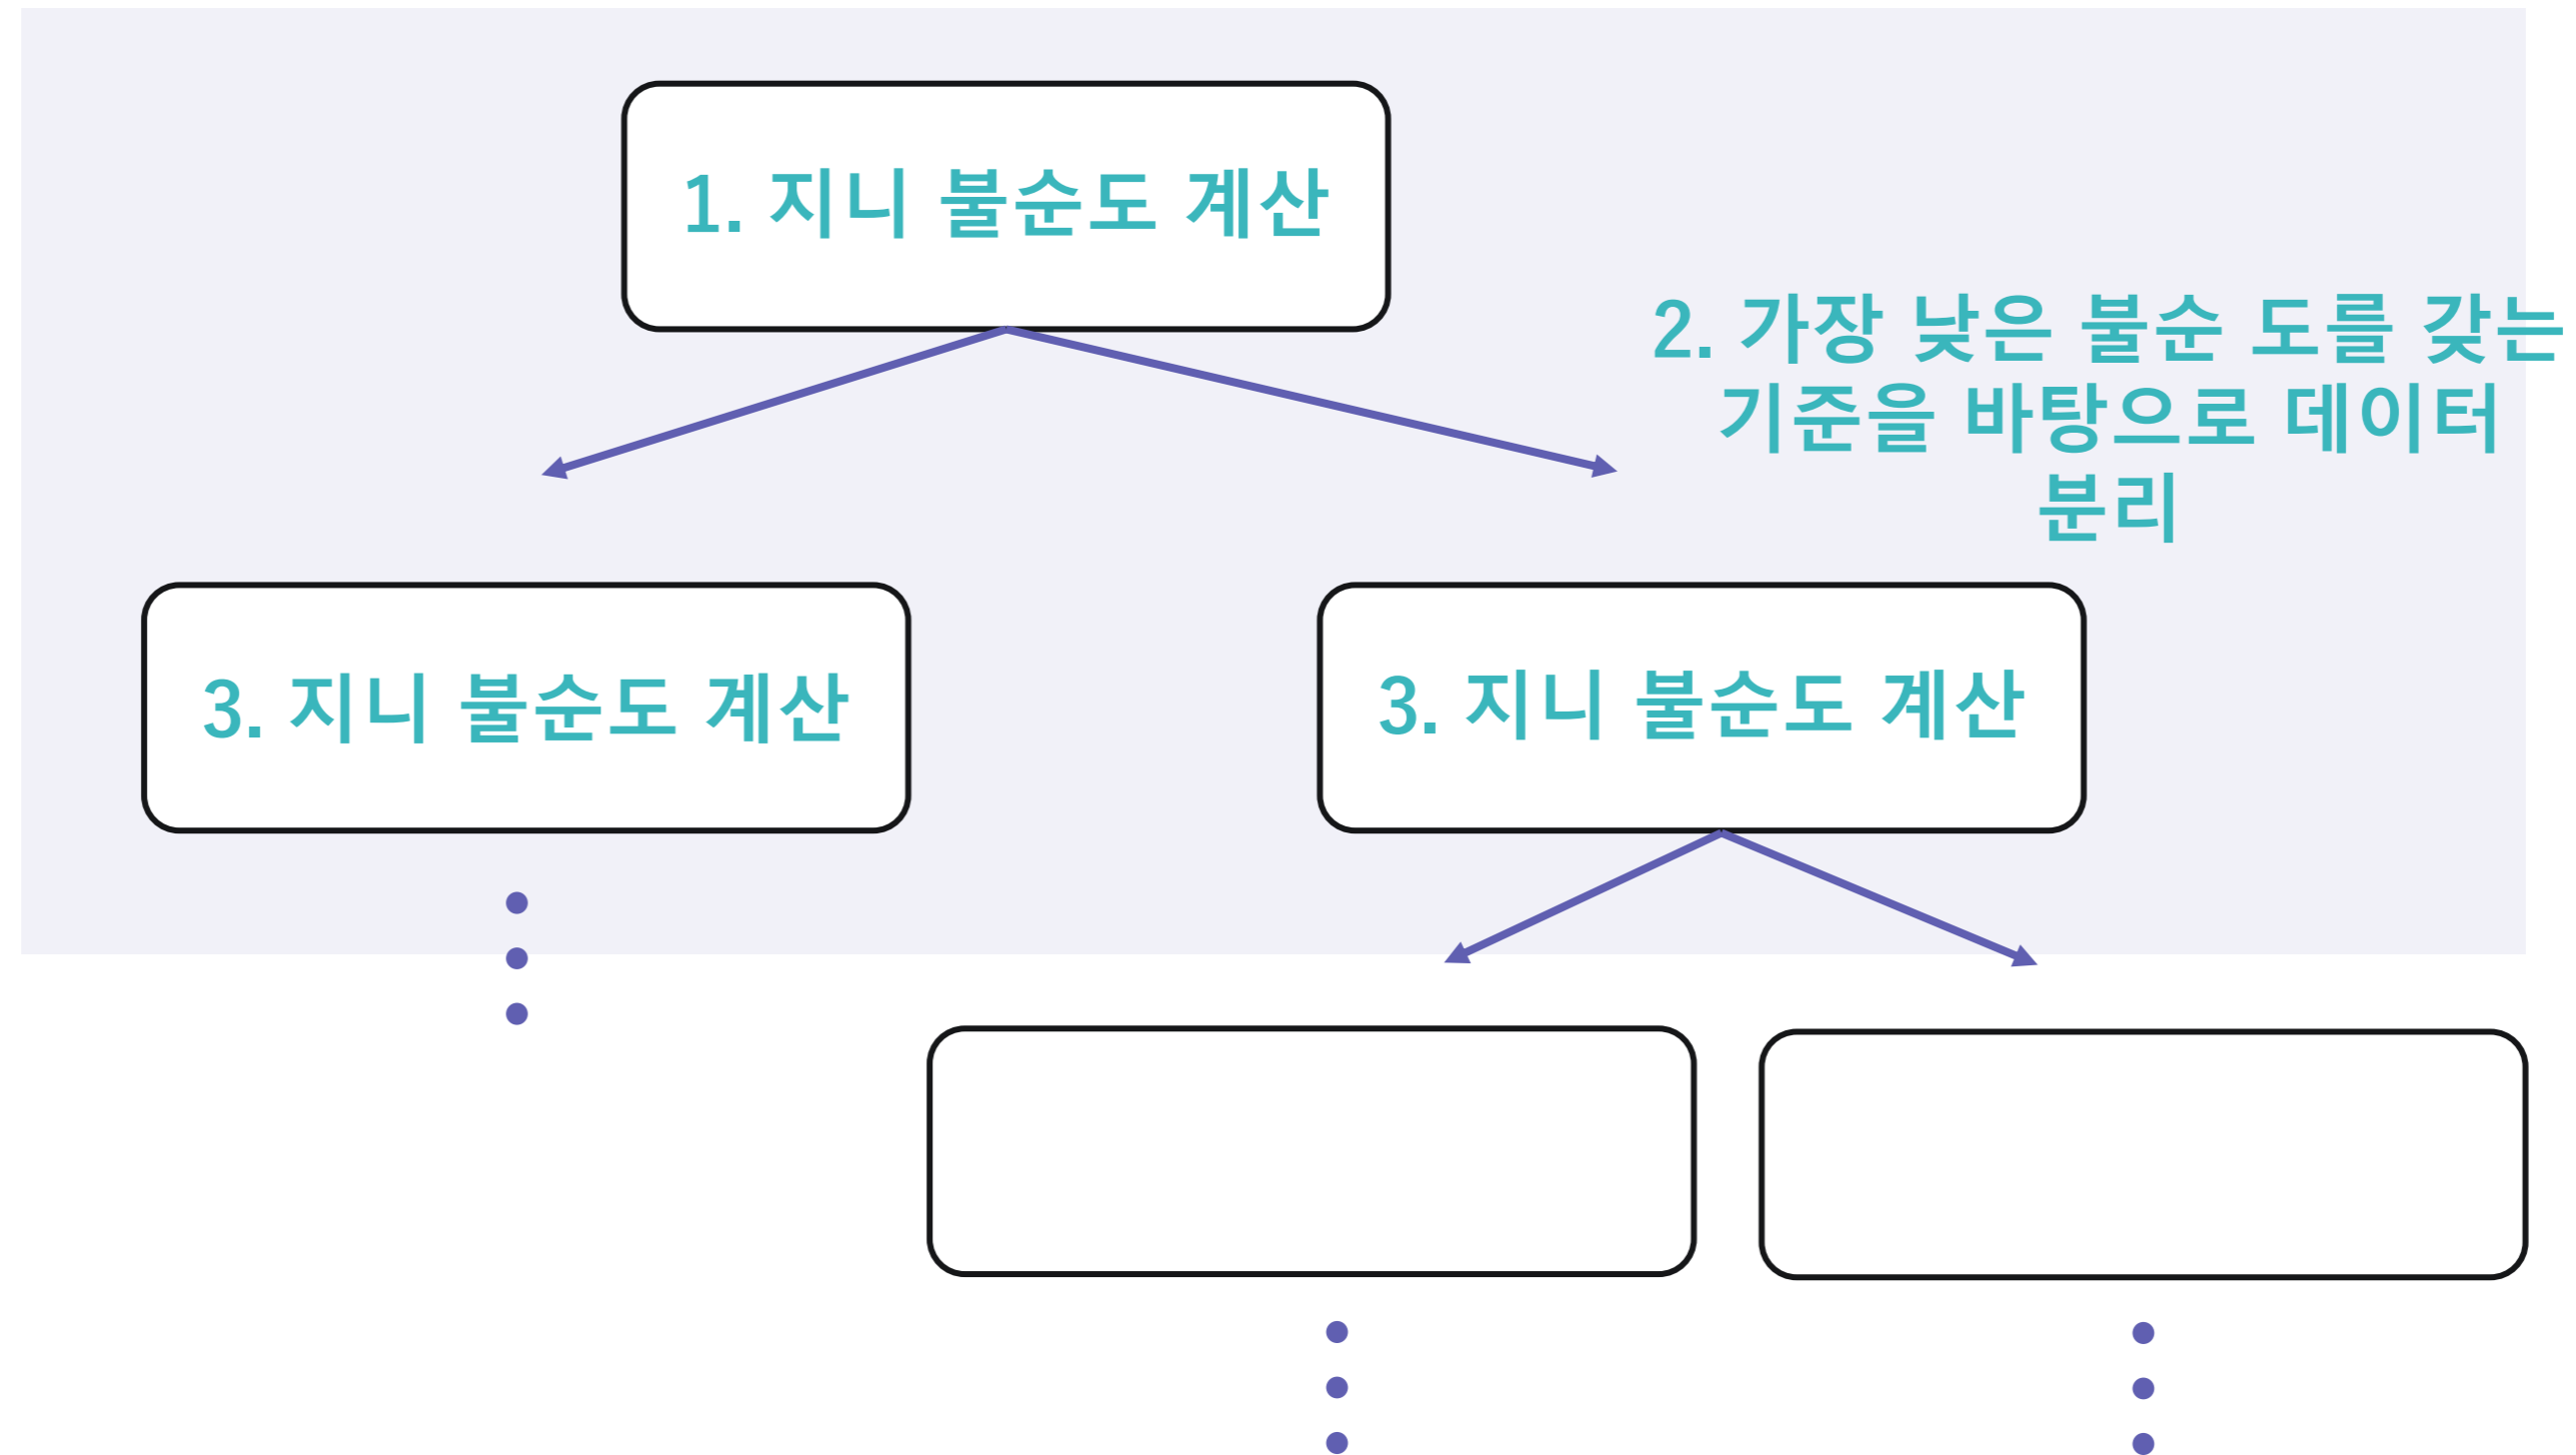 1. 지니 불순도 계산
2. 가장 낮은 불순 도를 갖는
기준을 바탕으로 데이터
분리
3. 지니 불순도 계산
3. 지니 불순도 계산